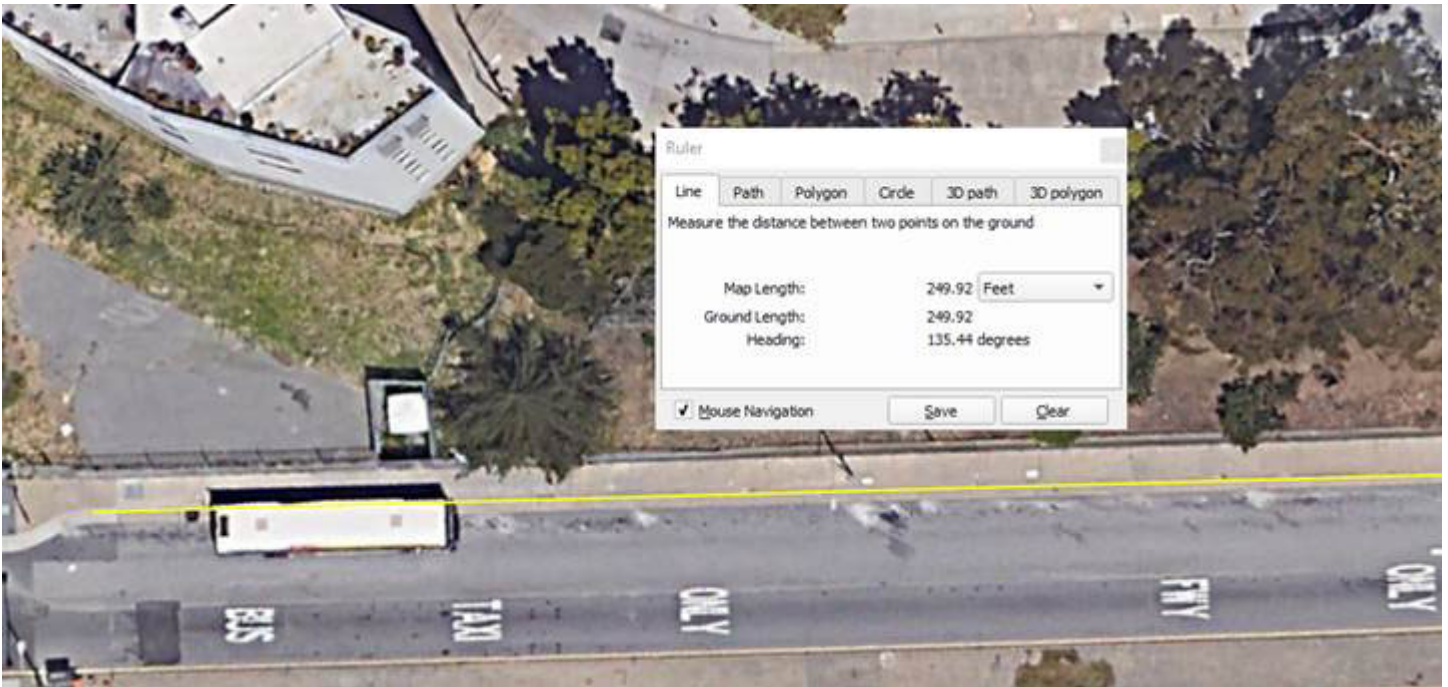 Ruler
Line Path Polygon Circle 3D path 3D polygon
Measure the distance between two points on the ground
Map Length: 249.92 Feet
Ground Length: 249.92
Heading: 135.44 degrees
Mouse Navigation Save Clear
BUS TAXI ONLY FWY ONLY